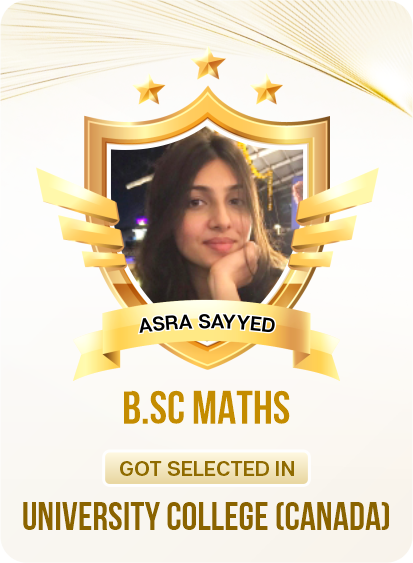 ASRA SAYYED
B.SC MATHS
GOT SELECTED IN
UNIVERSITY COLLEGE (CANADA)